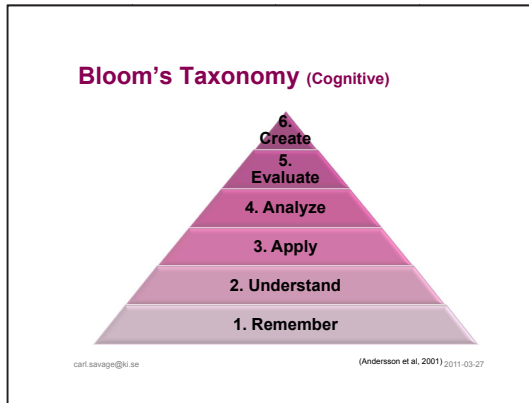 Bloom's Taxonomy (Cognitive)
6.
Create
5.
Evaluate
4. Analyze
3. Apply
2. Understand
1. Remember
carl.savage@ki.se
(Andersson et al, 2001) 2011-03-27